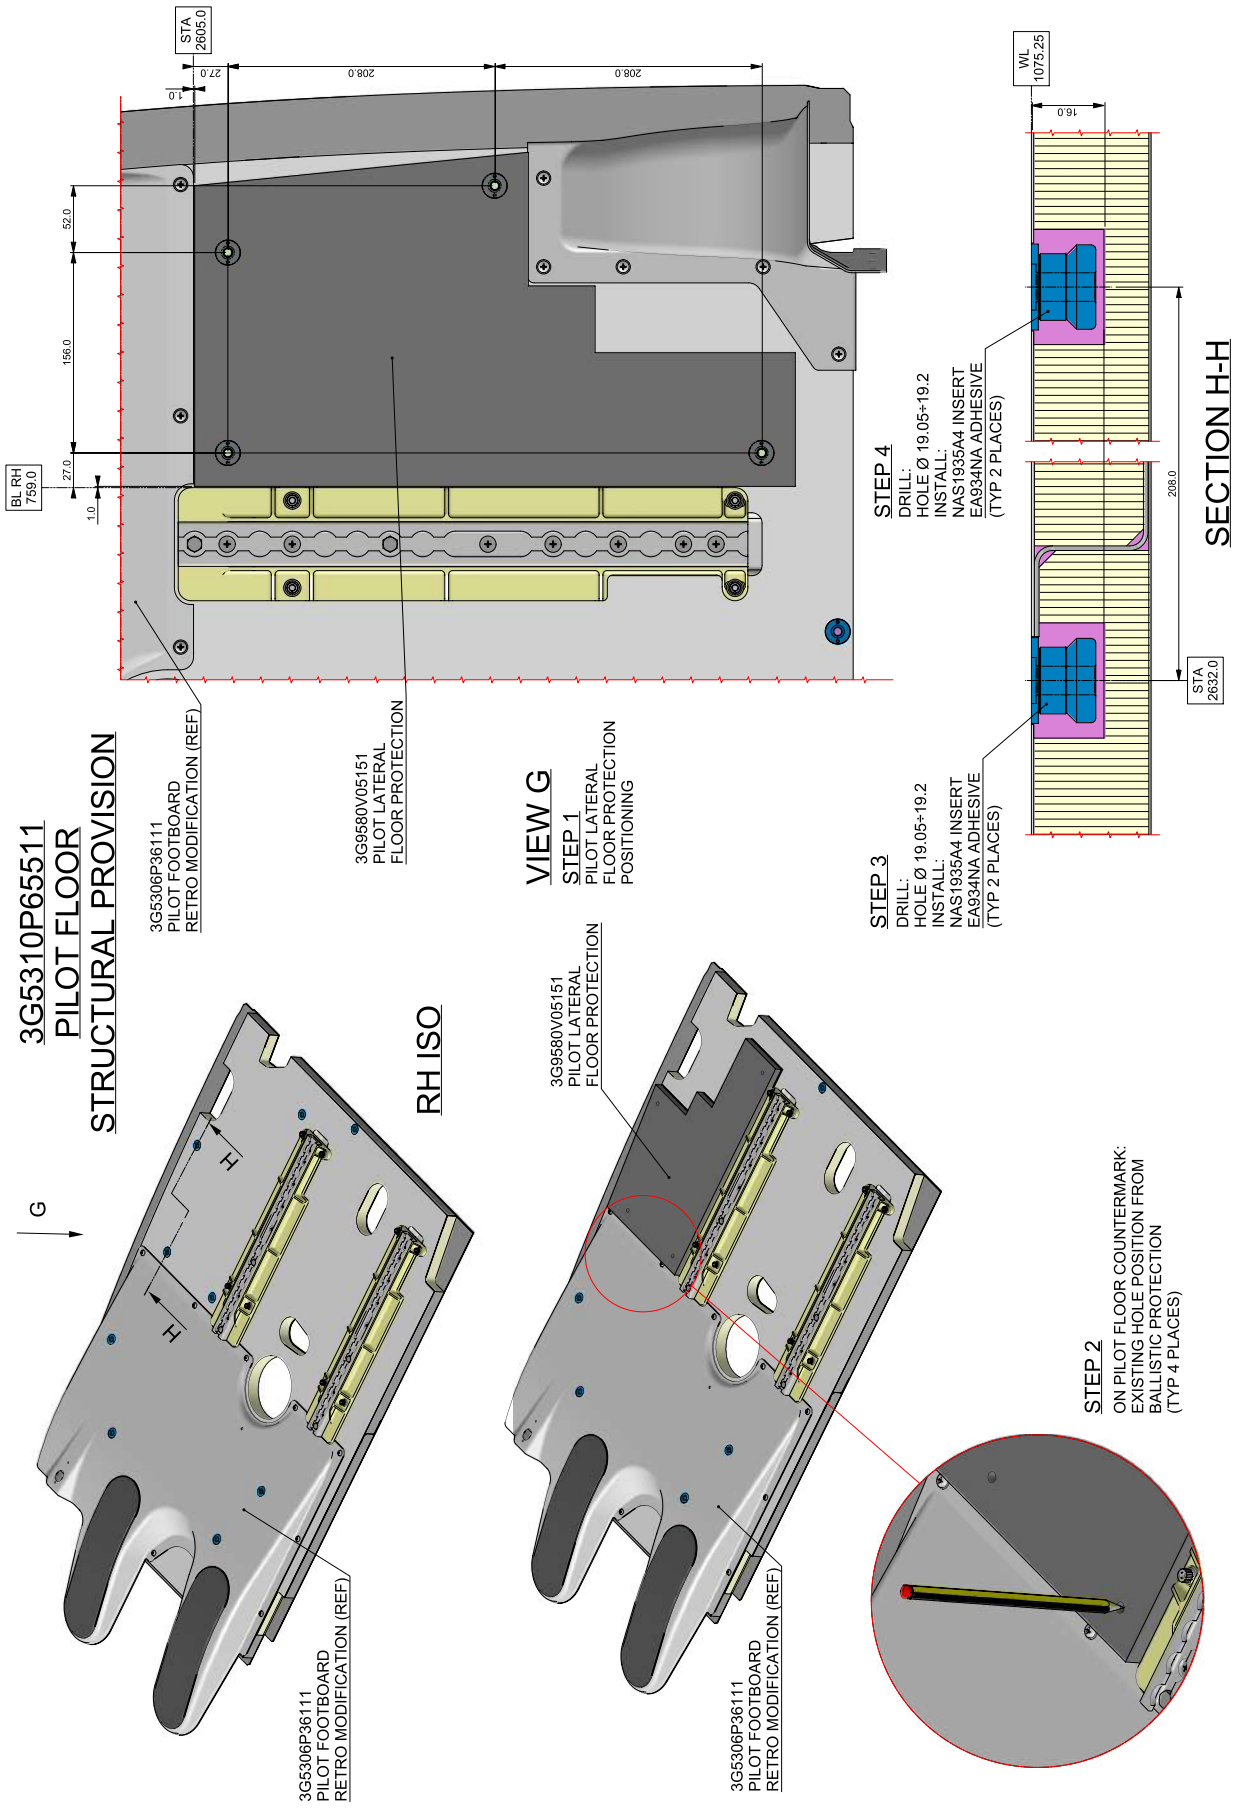 3G5310P65511
PILOT FLOOR
STRUCTURAL PROVISION
G
H
H
3G5306P36111
PILOT FOOTBOARD
RETRO MODIFICATION (REF)
RH ISO
3G9580V05151
PILOT LATERAL
FLOOR PROTECTION
3G5306P36111
PILOT FOOTBOARD
RETRO MODIFICATION (REF)
STEP 2
ON PILOT FLOOR COUNTERMARK:
EXISTING HOLE POSITION FROM
BALLISTIC PROTECTION
(TYP 4 PLACES)
BL RH
759.0
1.0
27.0
156.0
52.0
STA
2605.0
1.0
27.0
208.0
208.0
3G5306P36111
PILOT FOOTBOARD
RETRO MODIFICATION (REF)
3G9580V05151
PILOT LATERAL
FLOOR PROTECTION
VIEW G
STEP 1
PILOT LATERAL
FLOOR PROTECTION
POSITIONING
STEP 3
DRILL:
HOLE Ø 19.05÷19.2
INSTALL:
NAS1935A4 INSERT
EA934NA ADHESIVE
(TYP 2 PLACES)
STEP 4
DRILL:
HOLE Ø 19.05÷19.2
INSTALL:
NAS1935A4 INSERT
EA934NA ADHESIVE
(TYP 2 PLACES)
WL
1075.25
16.0
208.0
STA
2632.0
SECTION H-H